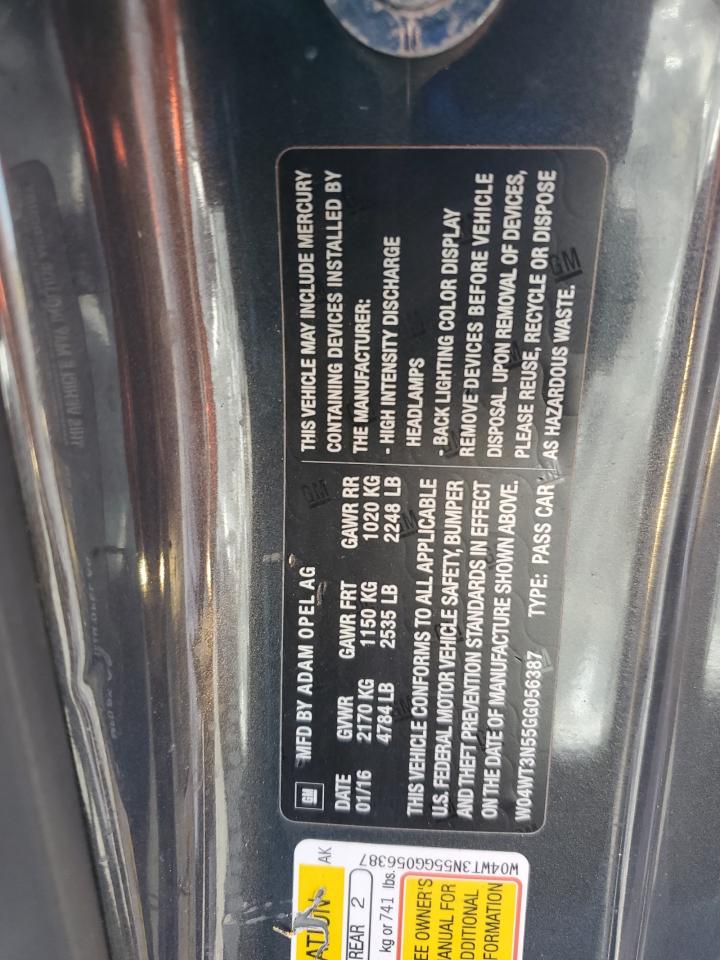 GM
MFD BY ADAM OPEL AG
DATE GVWR GAWR FRT GAWR RR
01/16 2170 KG 1150 KG 1020 KG
4784 LB 2535 LB 2248 LB
THIS VEHICLE CONFORMS TO ALL APPLICABLE
U.S. FEDERAL MOTOR VEHICLE SAFETY, BUMPER
AND THEFT PREVENTION STANDARDS IN EFFECT
ON THE DATE OF MANUFACTURE SHOWN ABOVE.
W04WT3N55GG056387 TYPE: PASS CAR
THIS VEHICLE MAY INCLUDE MERCURY
CONTAINING DEVICES INSTALLED BY
THE MANUFACTURER:
- HIGH INTENSITY DISCHARGE
HEADLAMPS
- BACK LIGHTING COLOR DISPLAY
REMOVE DEVICES BEFORE VEHICLE
DISPOSAL. UPON REMOVAL OF DEVICES,
PLEASE REUSE, RECYCLE OR DISPOSE
AS HAZARDOUS WASTE.
GM
GM
GM
AK
REAR 2
kg or 741 lbs.
EE OWNER'S
ANUAL FOR
DDITIONAL
FORMATION
W04WT3N55GG056387